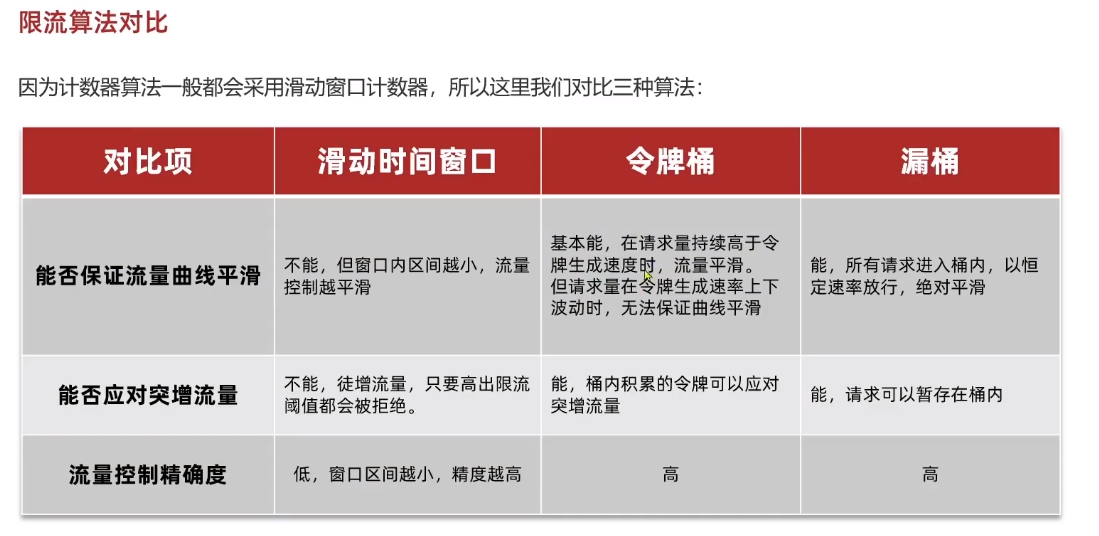 限流算法对比
因为计数器算法一般都会采用滑动窗口计数器，所以这里我们对比三种算法：
对比项
滑动时间窗口
令牌桶
漏桶
能否保证流量曲线平滑
不能，但窗口内区间越小，流量
控制越平滑
基本能，在请求量持续高于令
牌生成速度时，流量平滑。
但请求量在令牌生成速率上下
波动时，无法保证曲线平滑
能，所有请求进入桶内，以恒
定速率放行，绝对平滑
能否应对突增流量
不能，徒增流量，只要高出限流
阈值都会被拒绝。
能，桶内积累的令牌可以应对
突增流量
能，请求可以暂存在桶内
流量控制精确度
低，窗口区间越小，精度越高
高
高